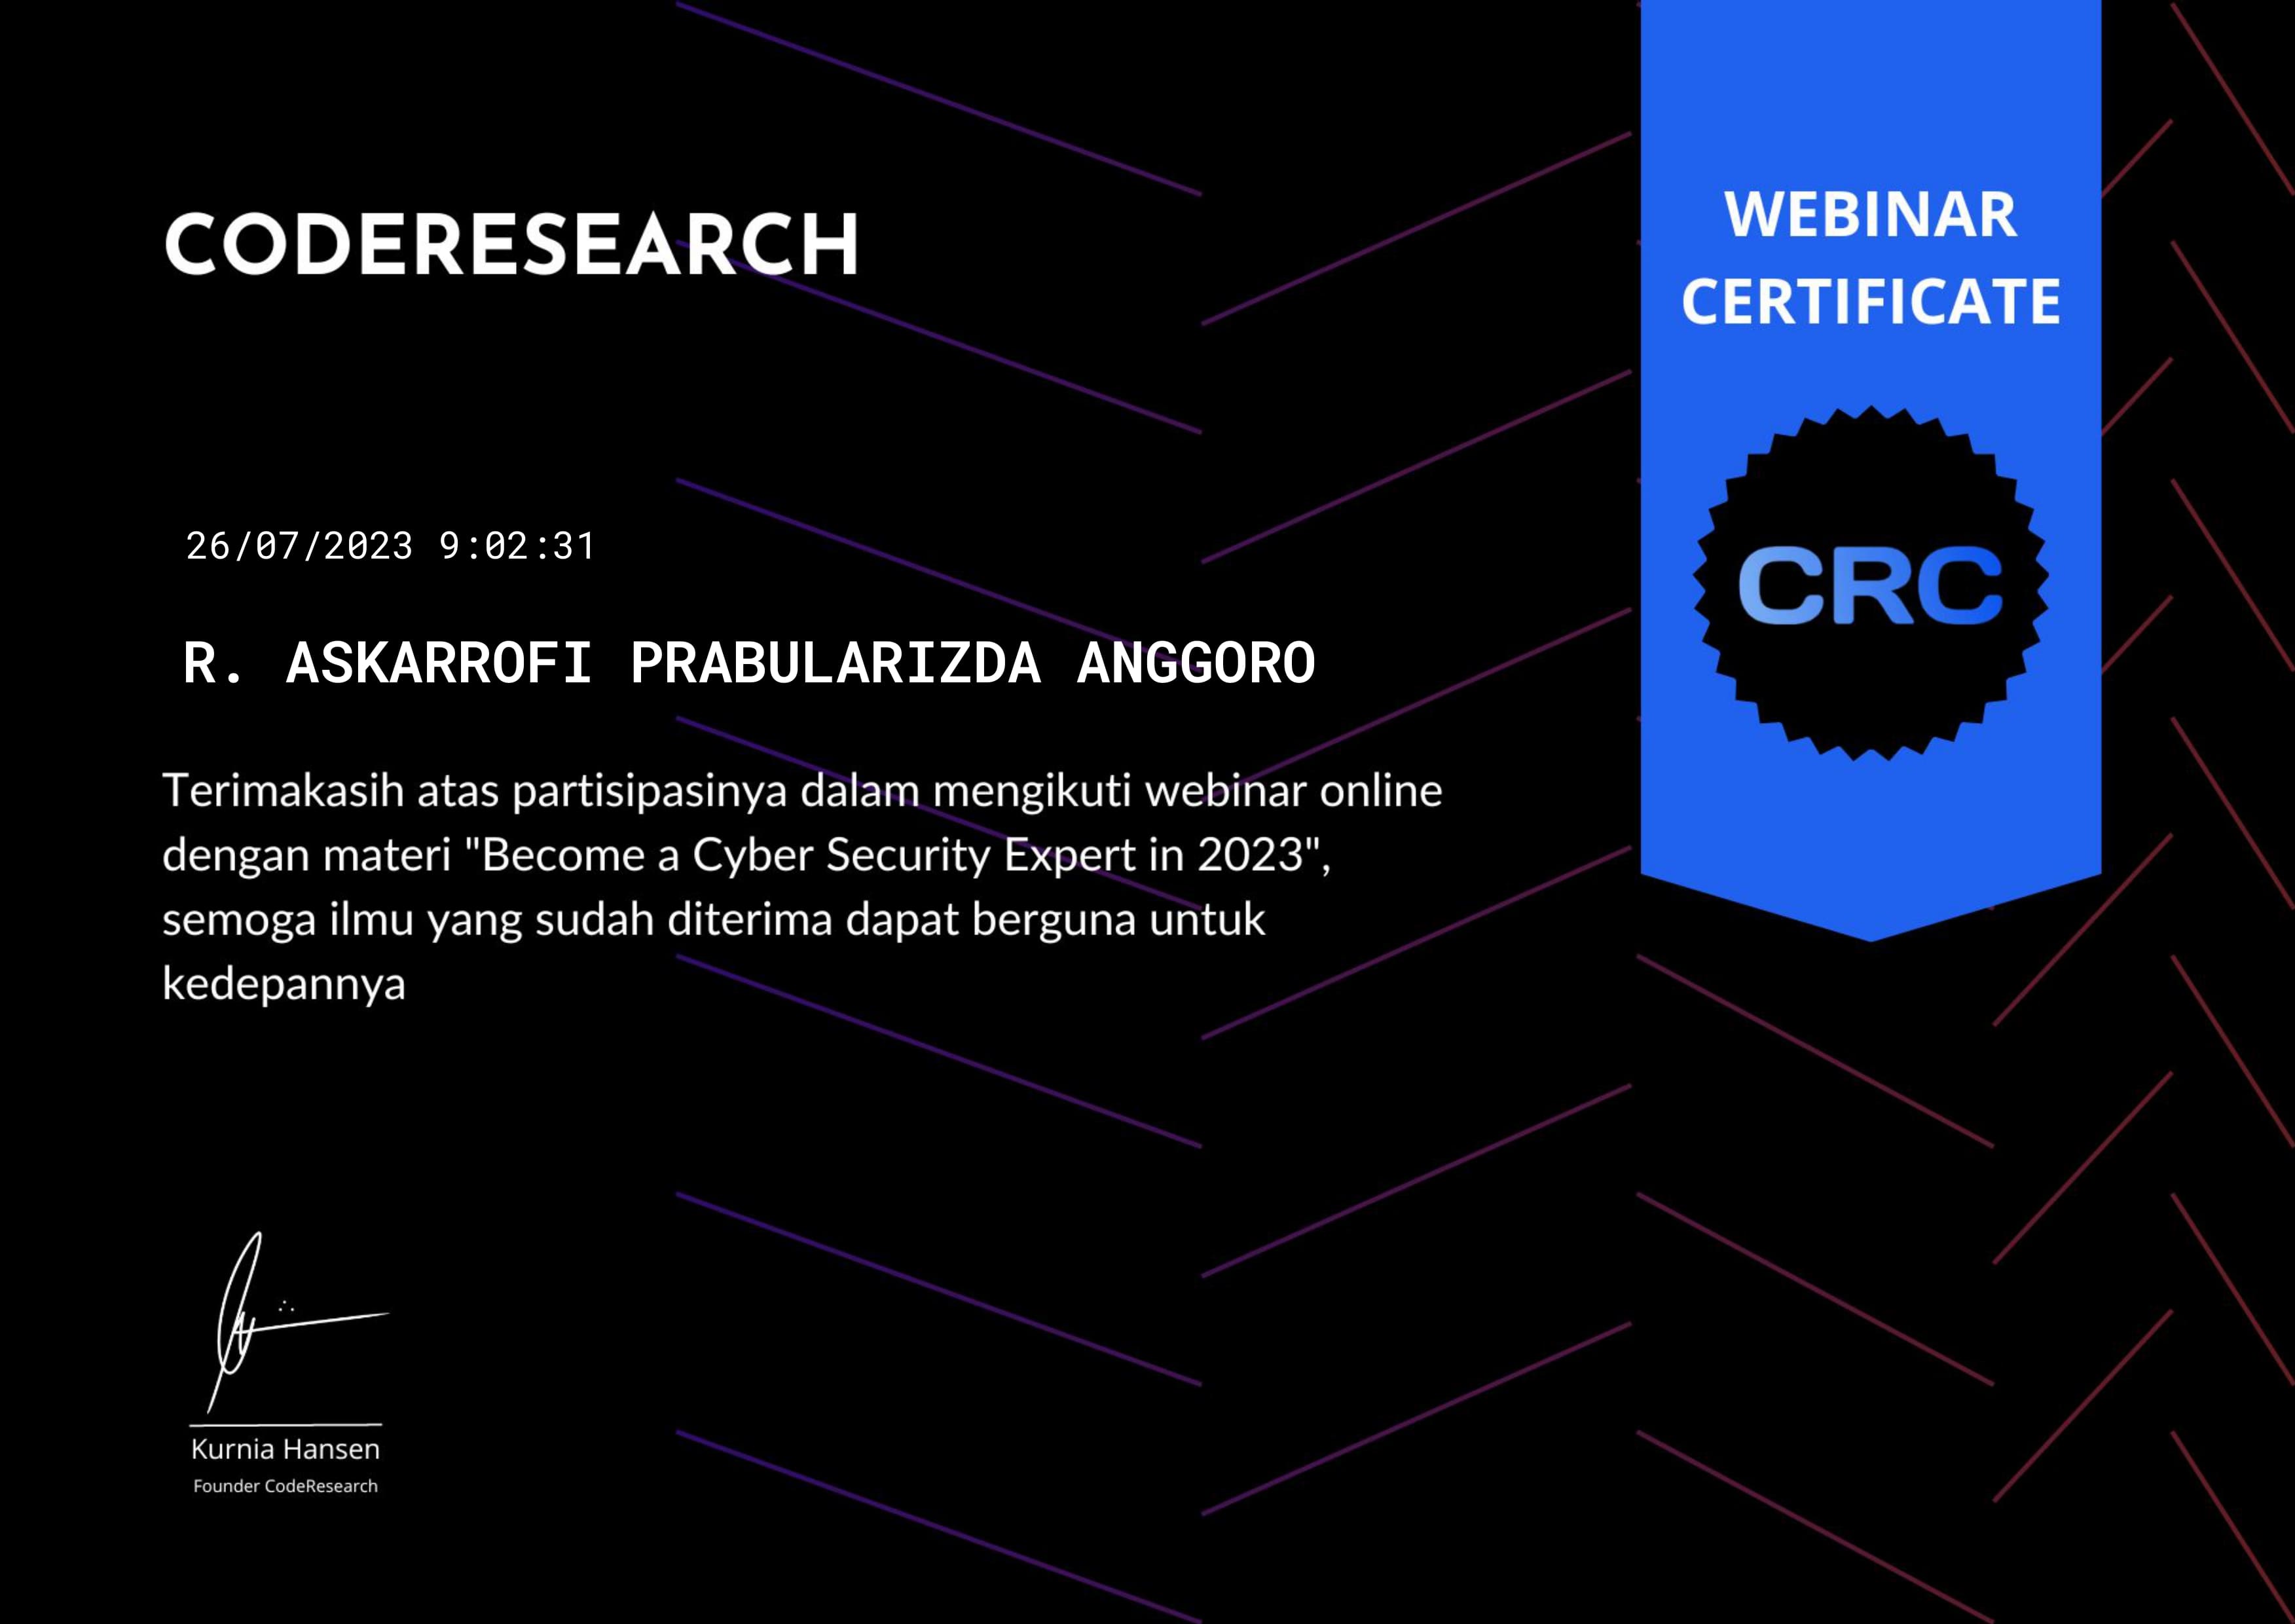 CODERESEARCH
WEBINAR
CERTIFICATE
CRC
26/07/2023 9:02:31
R. ASKARROFI PRABULARIZDA ANGGORO
Terimakasih atas partisipasinya dalam mengikuti webinar online
dengan materi "Become a Cyber Security Expert in 2023",
semoga ilmu yang sudah diterima dapat berguna untuk
kedepannya
Kurnia Hansen
Founder CodeResearch